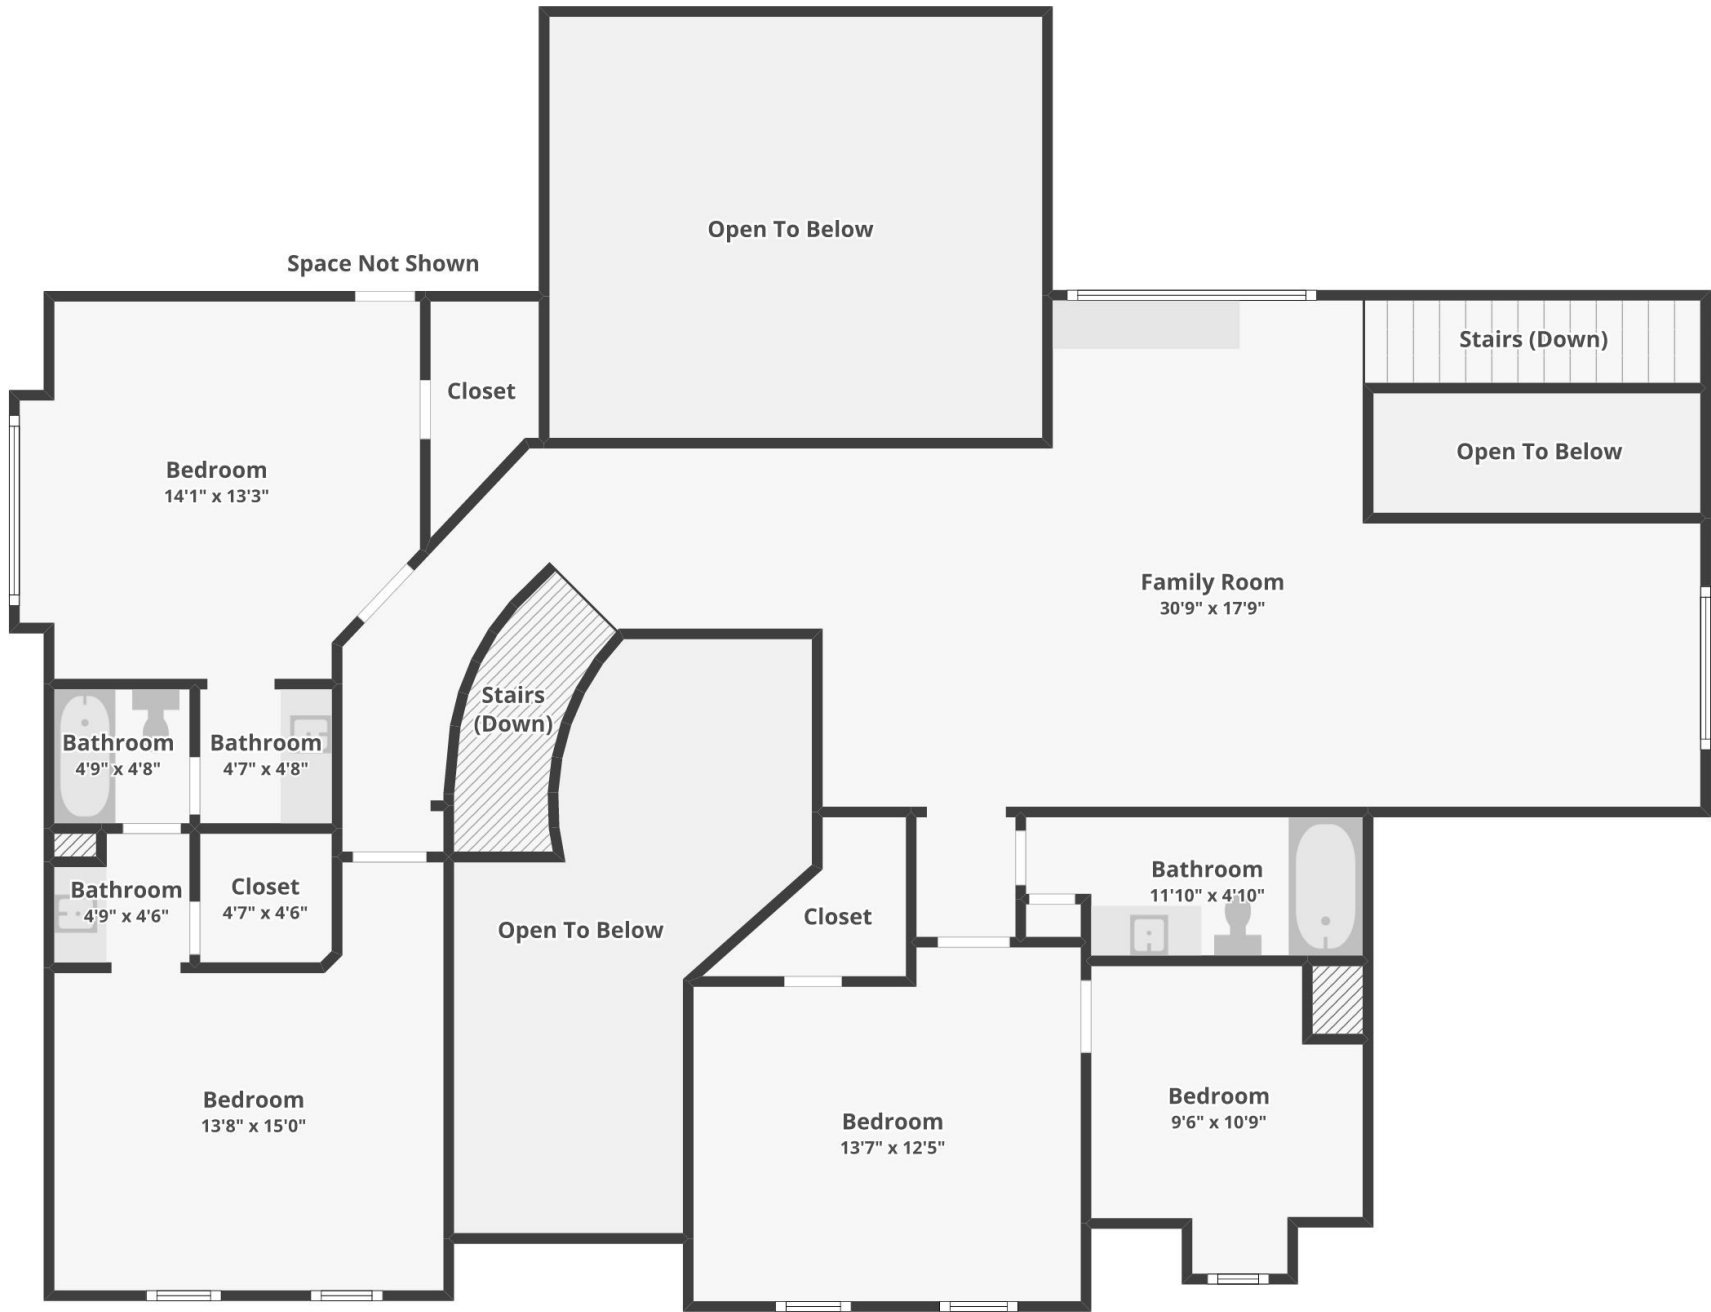 Open To Below
Space Not Shown
Stairs (Down)
Closet
Open To Below
Bedroom
14'1" x 13'3"
Family Room
30'9" x 17'9"
Stairs
(Down)
Bathroom
4'9" x 4'8"
Bathroom
4'7" x 4'8"
Bathroom
11'10" x 4'10"
Bathroom
4'9" x 4'6"
Closet
4'7" x 4'6"
Closet
Open To Below
Bedroom
13'8" x 15'0"
Bedroom
13'7" x 12'5"
Bedroom
9'6" x 10'9"